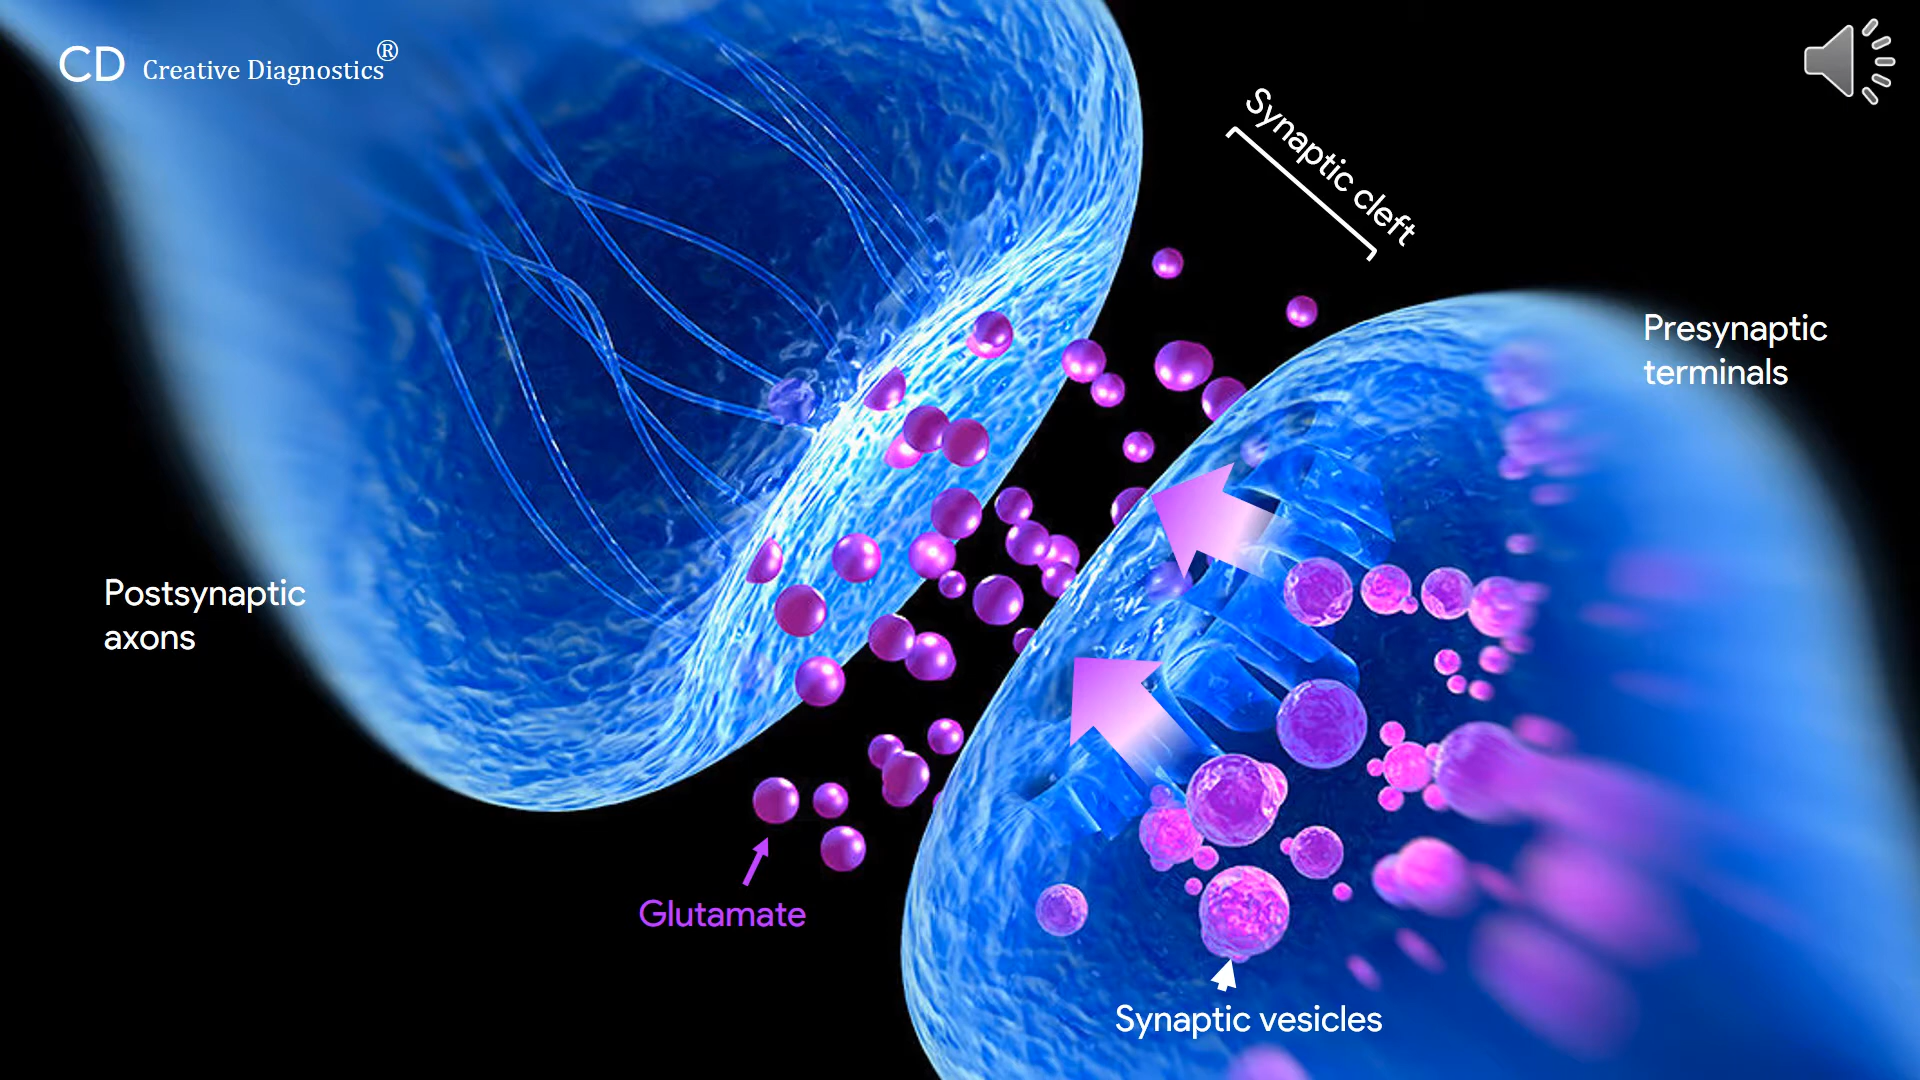 CD Creative Diagnostics®
Synaptic cleft
Presynaptic
terminals
Postsynaptic
axons
Glutamate
Synaptic vesicles